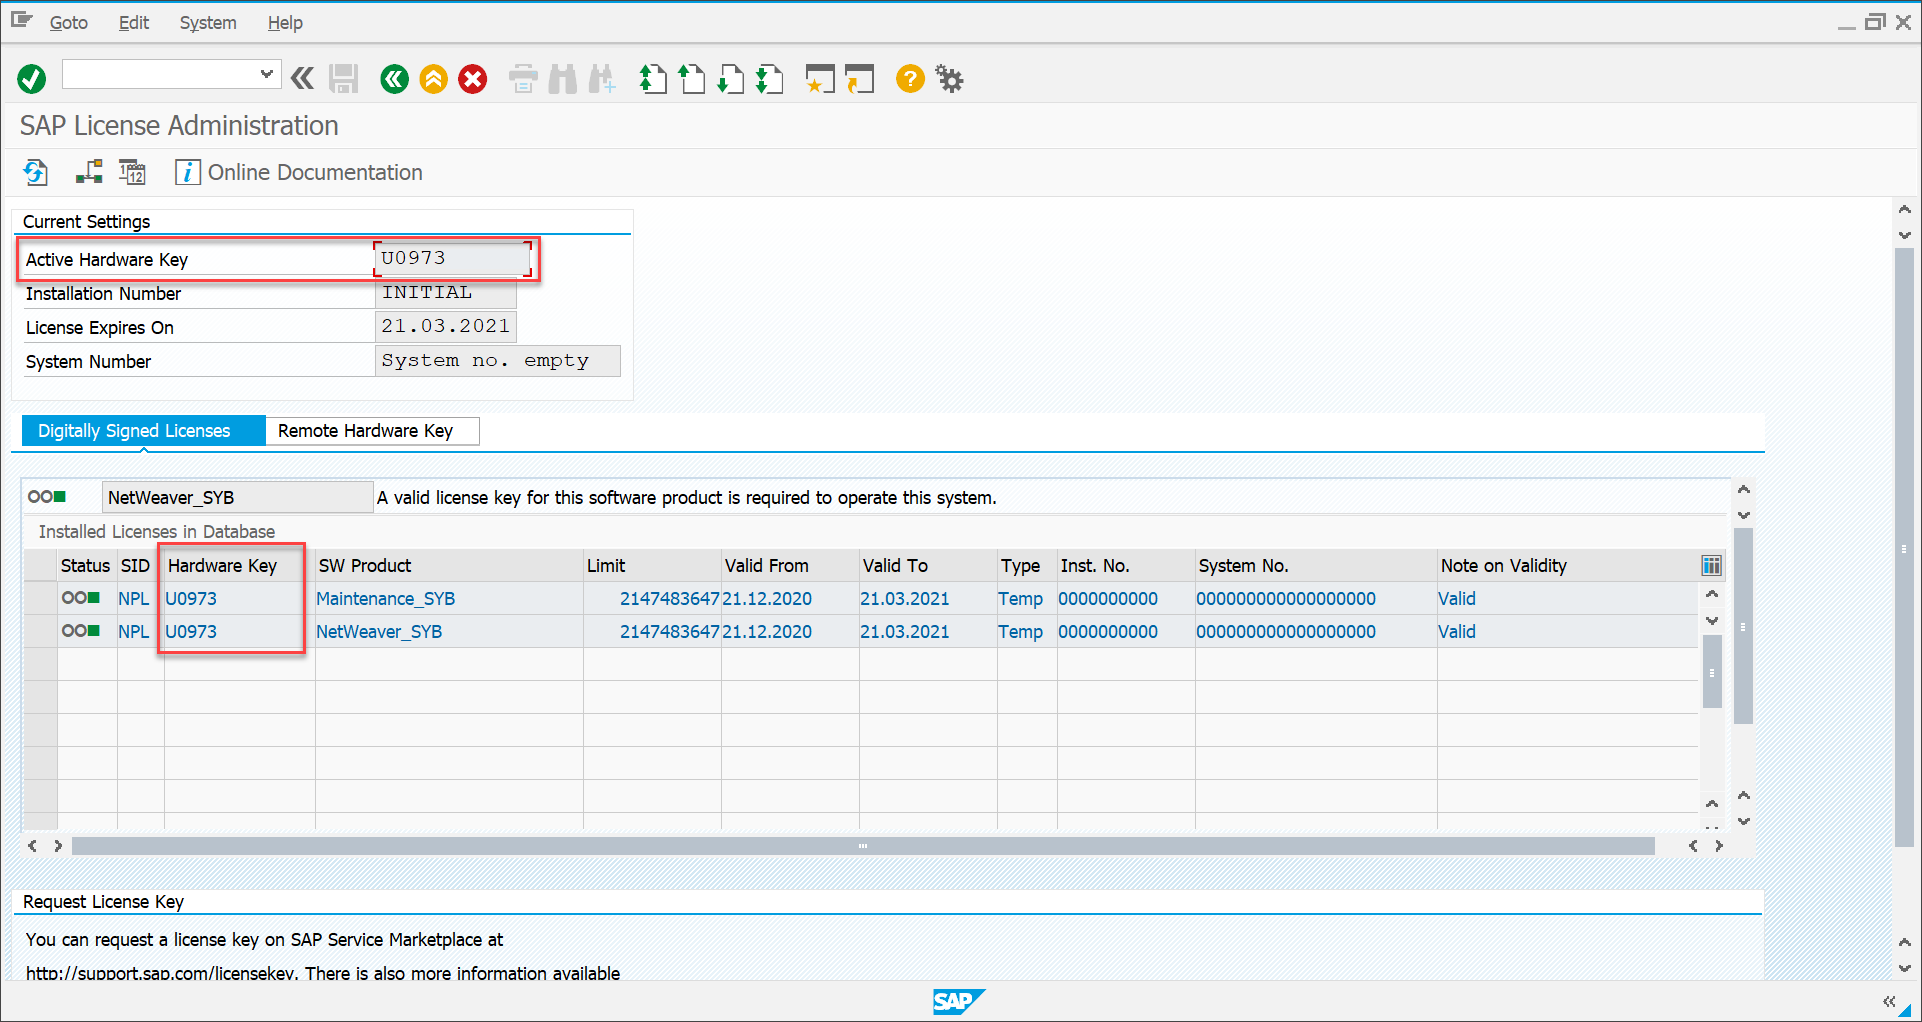 Goto Edit System Help
SAP License Administration
Online Documentation
Current Settings
Active Hardware Key U0973
Installation Number INITIAL
License Expires On 21.03.2021
System Number System no. empty
Digitally Signed Licenses Remote Hardware Key
NetWeaver_SYB A valid license key for this software product is required to operate this system.
Installed Licenses in Database
Status SID Hardware Key SW Product Limit Valid From Valid To Type Inst. No. System No. Note on Validity
NPL U0973 Maintenance_SYB 2147483647 21.12.2020 21.03.2021 Temp 0000000000 000000000000000000 Valid
NPL U0973 NetWeaver_SYB 2147483647 21.12.2020 21.03.2021 Temp 0000000000 000000000000000000 Valid
Request License Key
You can request a license key on SAP Service Marketplace at
http://support.sap.com/licensekey. There is also more information available
SAP